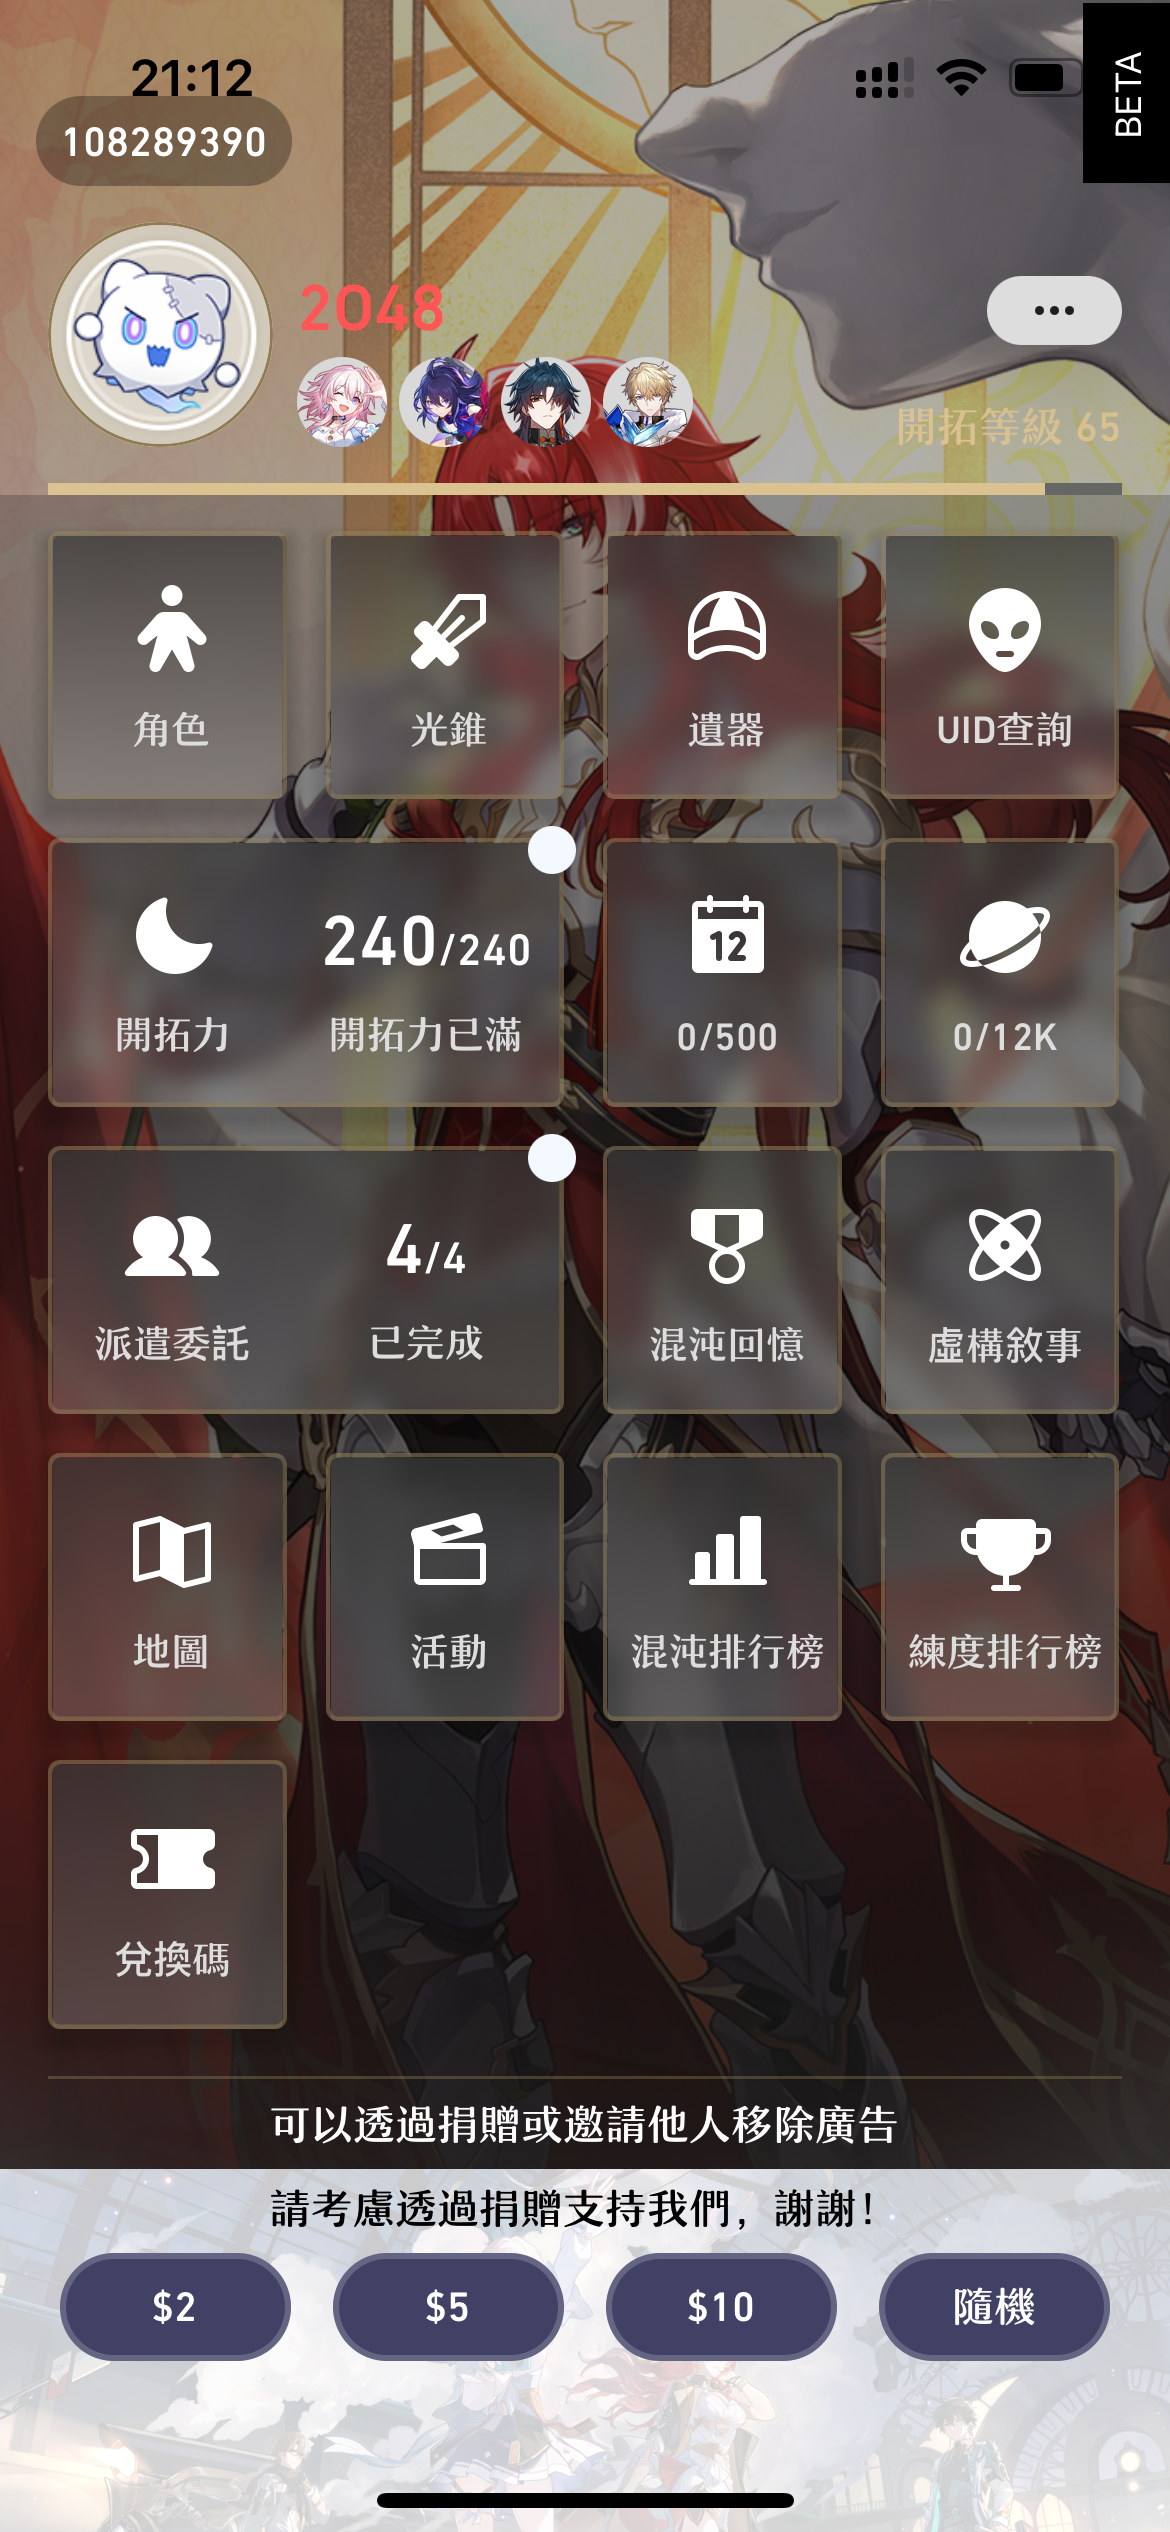 21:12
BETA
108289390
2048
開拓等級 65
角色
光錐
遺器
UID查詢
240/240
12
開拓力
開拓力已滿
0/500
0/12K
4/4
派遣委託
已完成
混沌回憶
虛構敘事
地圖
活動
混沌排行榜
練度排行榜
兌換碼
可以透過捐贈或邀請他人移除廣告
請考慮透過捐贈支持我們，謝謝！
$2
$5
$10
隨機